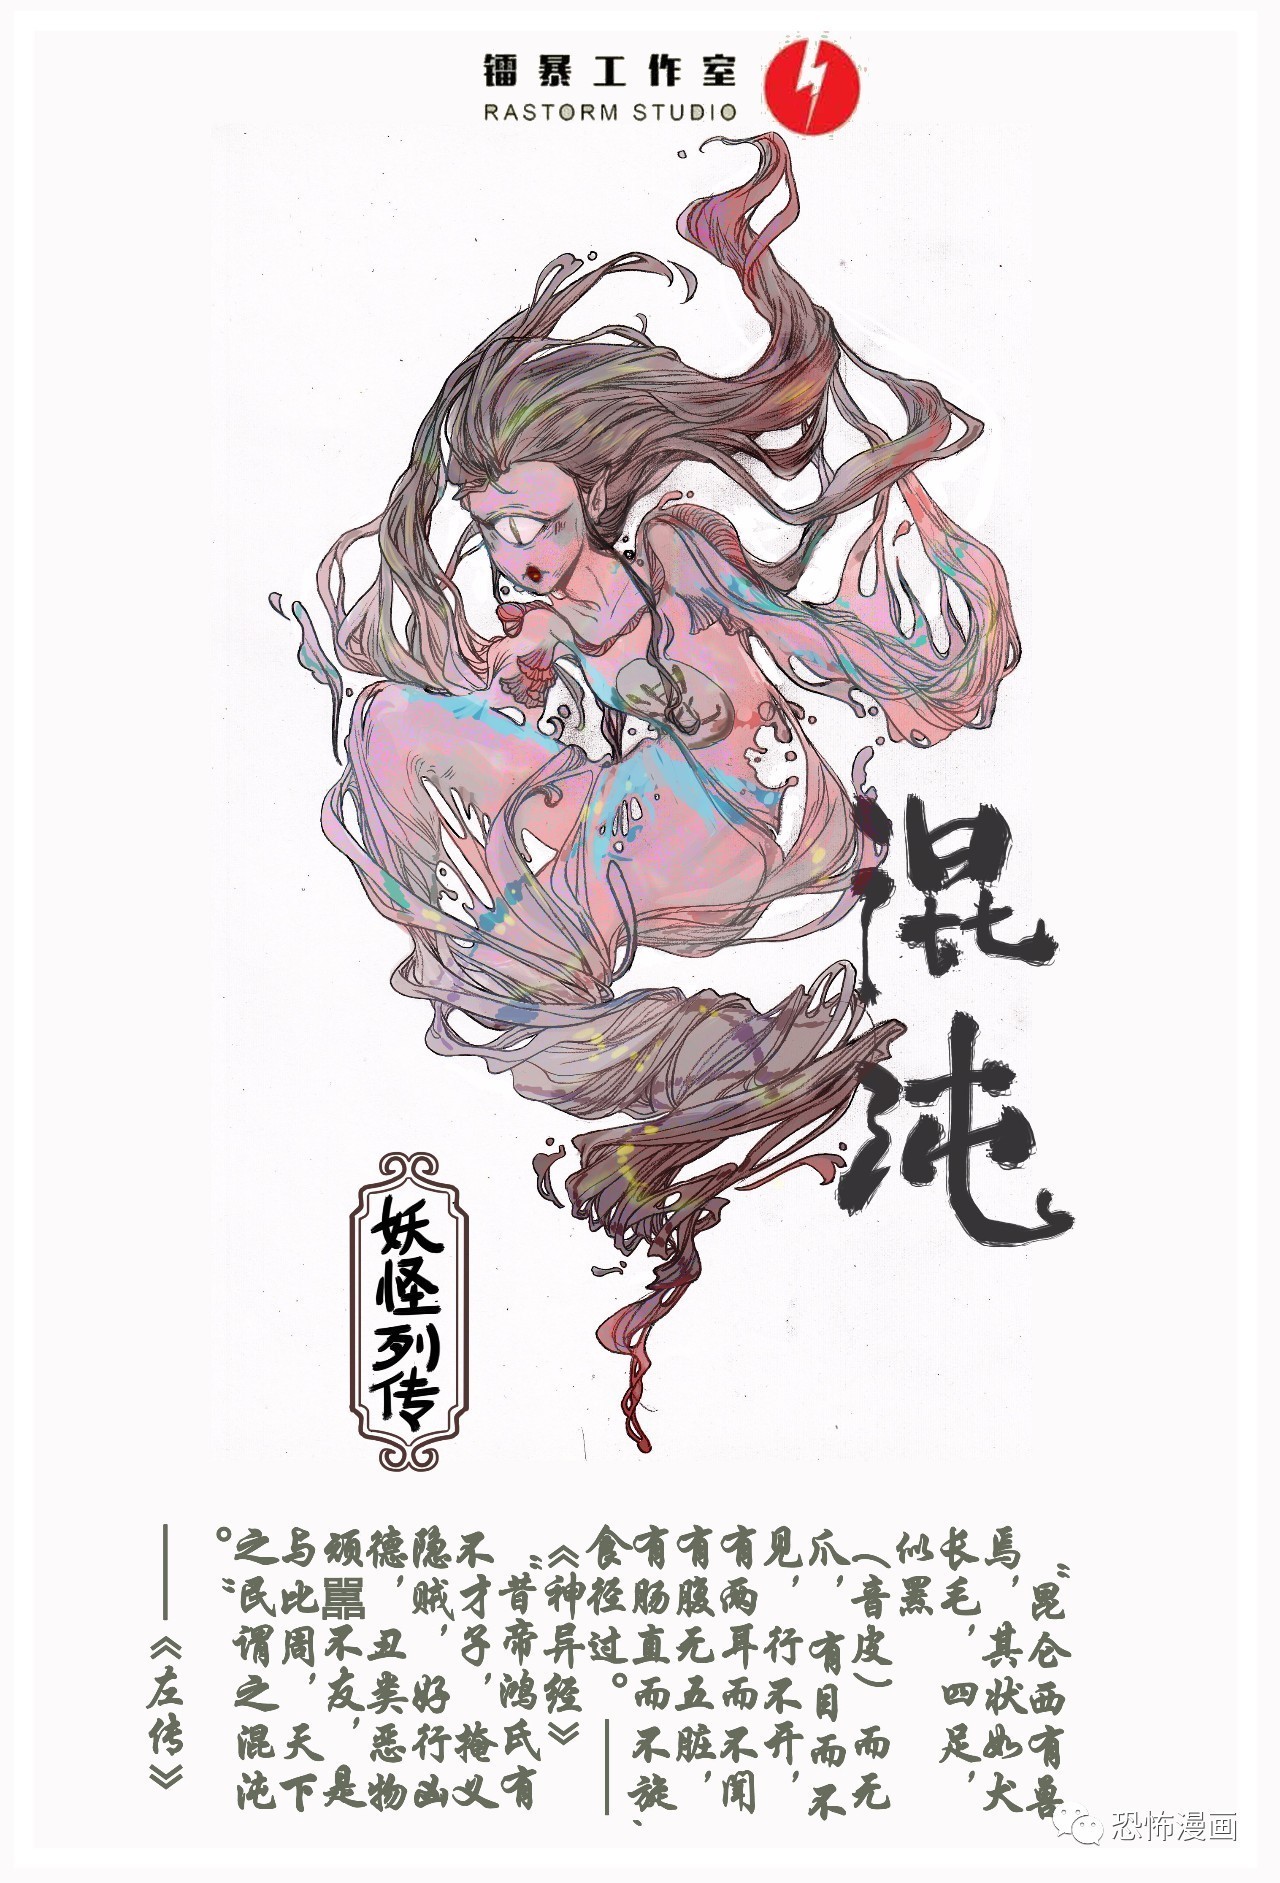 镭暴工作室
RASTORM STUDIO
混沌
妖怪列传
“昆仑西有兽
焉，其状如犬，
长毛，四足，
似黑
（音皮）而无
爪，有目而不
见，行不开，
有两耳而不闻，
有腹无五脏，
有肠直而不旋、
食径过。——
《神异经》
“昔帝鸿氏有
不才子，掩义
隐贼，好行凶
德，丑类恶物
顽嚚不友，是
与比周，天下
之民谓之混沌
。”
——《左传》
恐怖漫画